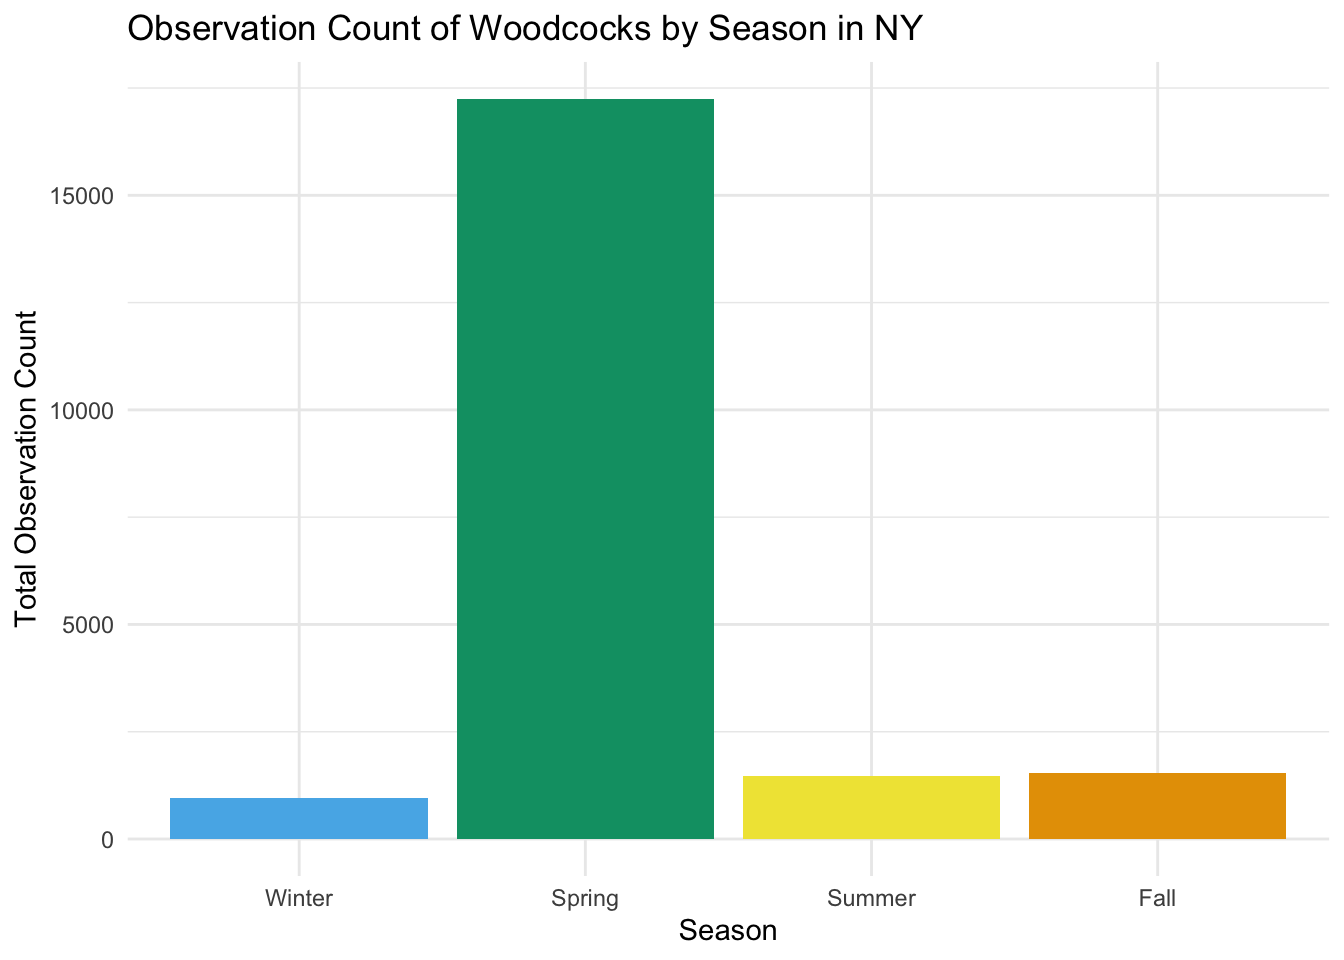 Observation Count of Woodcocks by Season in NY
Total Observation Count
15000
10000
5000
0
Winter Spring Summer Fall
Season